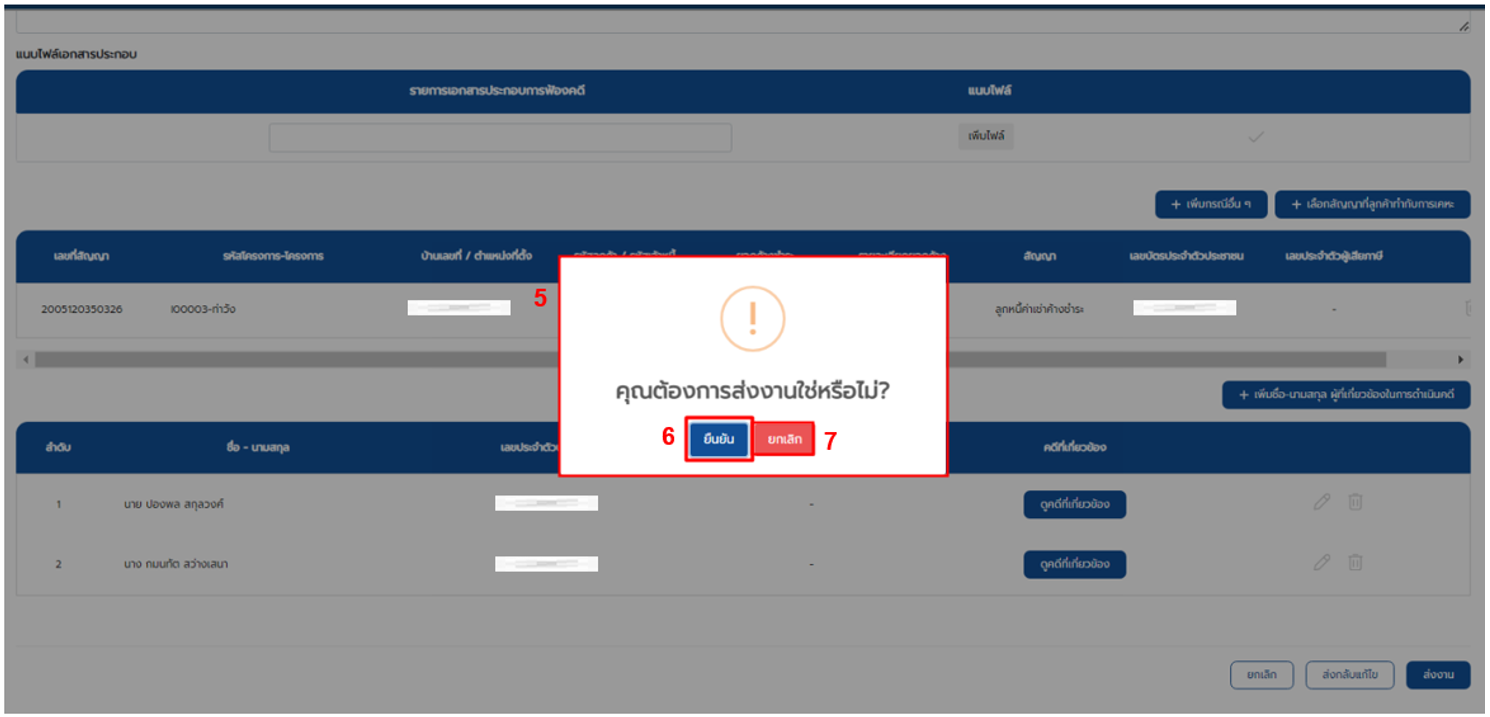 แนบไฟล์เอกสารประกอบ
รายการเอกสารประกอบการฟ้องคดี แนบไฟล์
เพิ่มไฟล์
+ เพิ่มกรณีอื่น ๆ + เลือกสัญญาที่ลูกค้าทำกับการเคหะ
เลขที่สัญญา รหัสโครงการ-โครงการ บ้านเลขที่ / ตำแหน่งที่ตั้ง สัญญา เลขบัตรประจำตัวประชาชน เลขประจำตัวผู้เสียภาษี
2005120350326 I00003-ท่าวัง 5 ลูกหนี้ค่าเช่าค้างชำระ -
คุณต้องการส่งงานใช่หรือไม่?
+ เพิ่มชื่อ-นามสกุล ผู้ที่เกี่ยวข้องในการดำเนินคดี
6 ยืนยัน ยกเลิก 7
ลำดับ ชื่อ - นามสกุล เลขประจำตัว คดีที่เกี่ยวข้อง
1 นาย ปองพล สกุลวงค์ - ดูคดีที่เกี่ยวข้อง
2 นาง กมนทัต สว่างเสนา - ดูคดีที่เกี่ยวข้อง
ยกเลิก ส่งกลับแก้ไข ส่งงาน